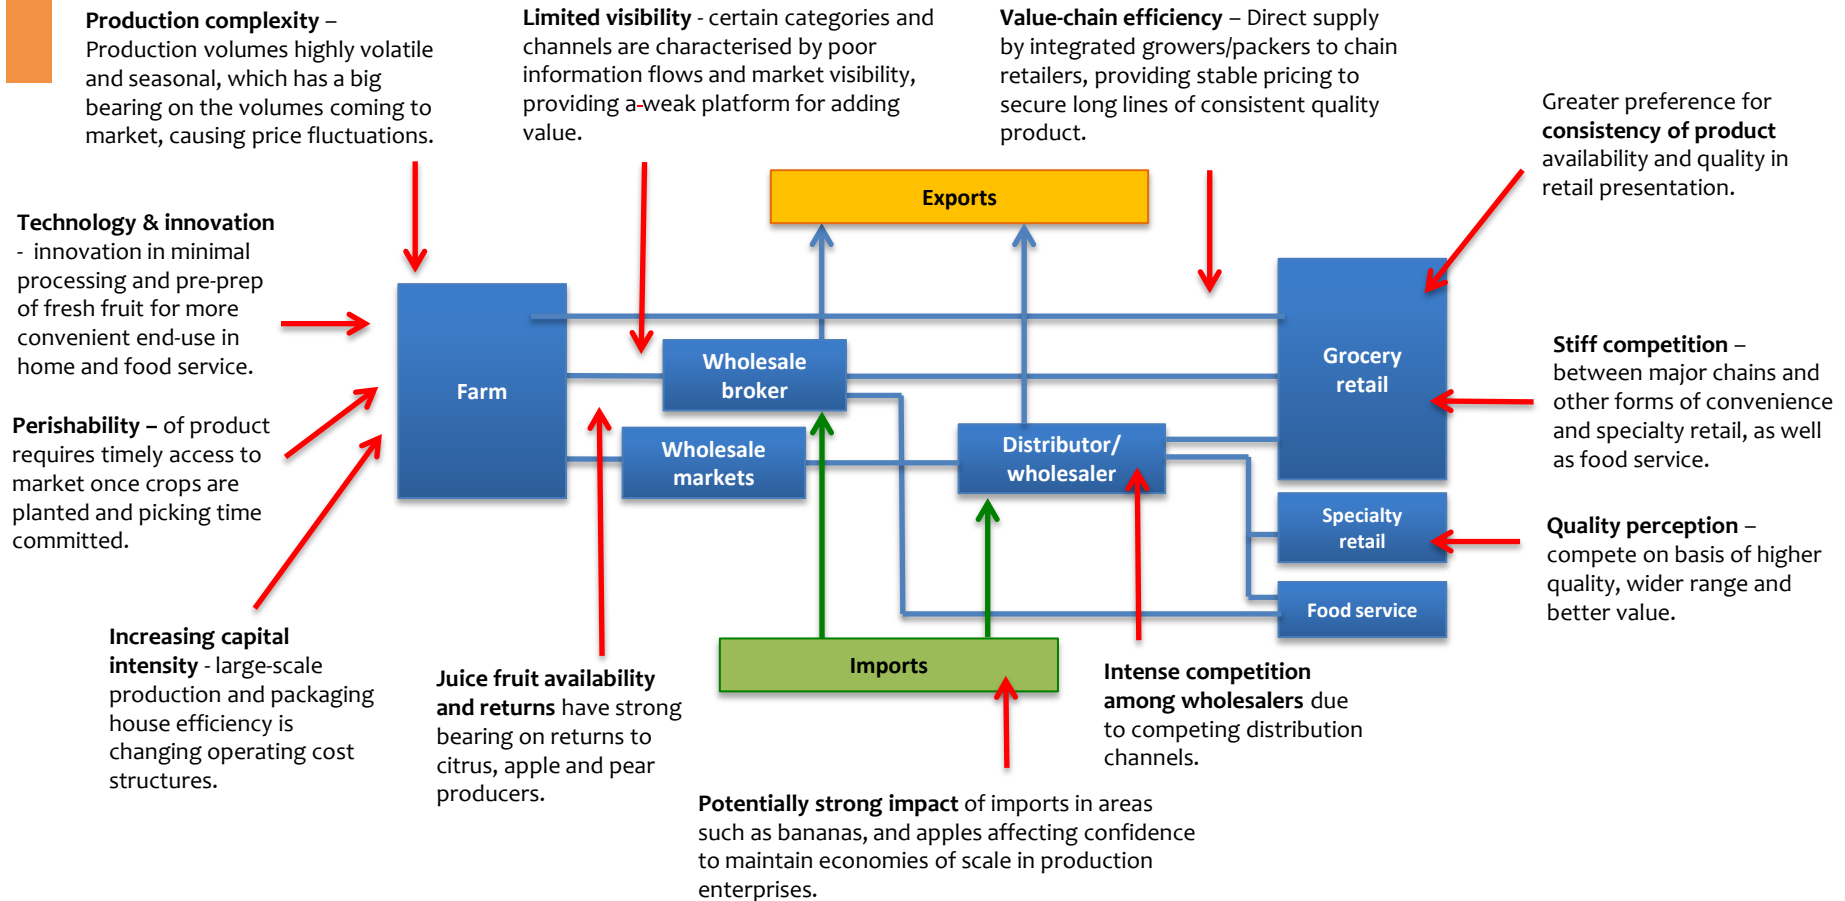 Production complexity –
Production volumes highly volatile
and seasonal, which has a big
bearing on the volumes coming to
market, causing price fluctuations.
Limited visibility - certain categories and
channels are characterised by poor
information flows and market visibility,
providing a-weak platform for adding
value.
Value-chain efficiency – Direct supply
by integrated growers/packers to chain
retailers, providing stable pricing to
secure long lines of consistent quality
product.
Greater preference for
consistency of product
availability and quality in
retail presentation.
Exports
Technology & innovation
- innovation in minimal
processing and pre-prep
of fresh fruit for more
convenient end-use in
home and food service.
Farm
Wholesale
broker
Wholesale
markets
Distributor/
wholesaler
Grocery
retail
Specialty
retail
Food service
Stiff competition –
between major chains and
other forms of convenience
and specialty retail, as well
as food service.
Perishability – of product
requires timely access to
market once crops are
planted and picking time
committed.
Quality perception –
compete on basis of higher
quality, wider range and
better value.
Increasing capital
intensity - large-scale
production and packaging
house efficiency is
changing operating cost
structures.
Juice fruit availability
and returns have strong
bearing on returns to
citrus, apple and pear
producers.
Imports
Intense competition
among wholesalers due
to competing distribution
channels.
Potentially strong impact of imports in areas
such as bananas, and apples affecting confidence
to maintain economies of scale in production
enterprises.